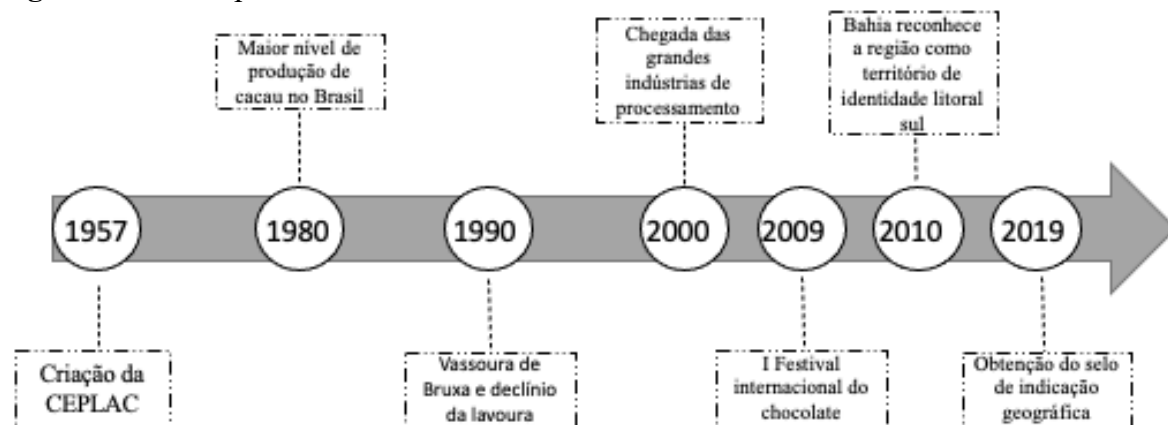 Maior nível de
produção de
cacau no Brasil
Chegada das
grandes
indústrias de
processamento
Bahia reconhece
a região como
território de
identidade litoral
sul
1957
1980
1990
2000
2009
2010
2019
Criação da
CEPLAC
Vassoura de
Bruxa e declínio
da lavoura
I Festival
internacional do
chocolate
Obtenção do selo
de indicação
geográfica